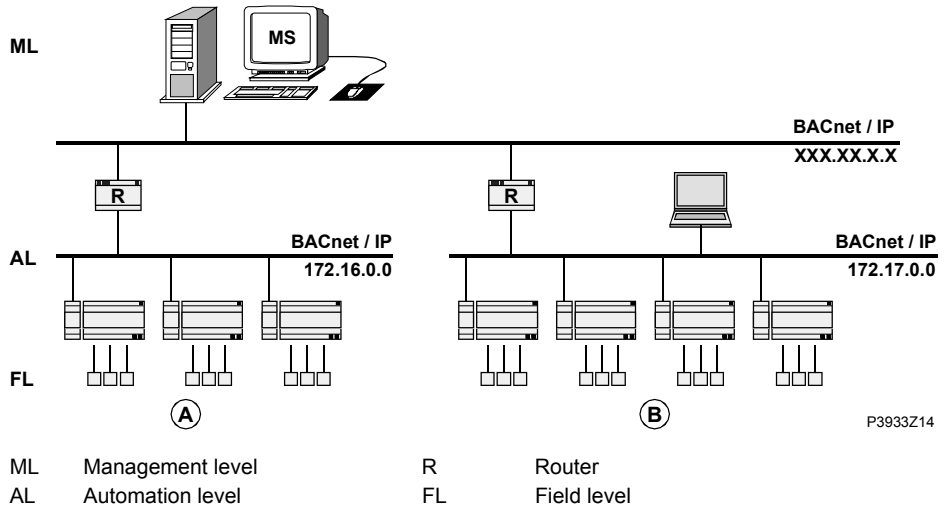 ML
MS
BACnet / IP
XXX.XX.X.X
R
R
AL
BACnet / IP
172.16.0.0
BACnet / IP
172.17.0.0
FL
A
B
P3933Z14
ML Management level R Router
AL Automation level FL Field level